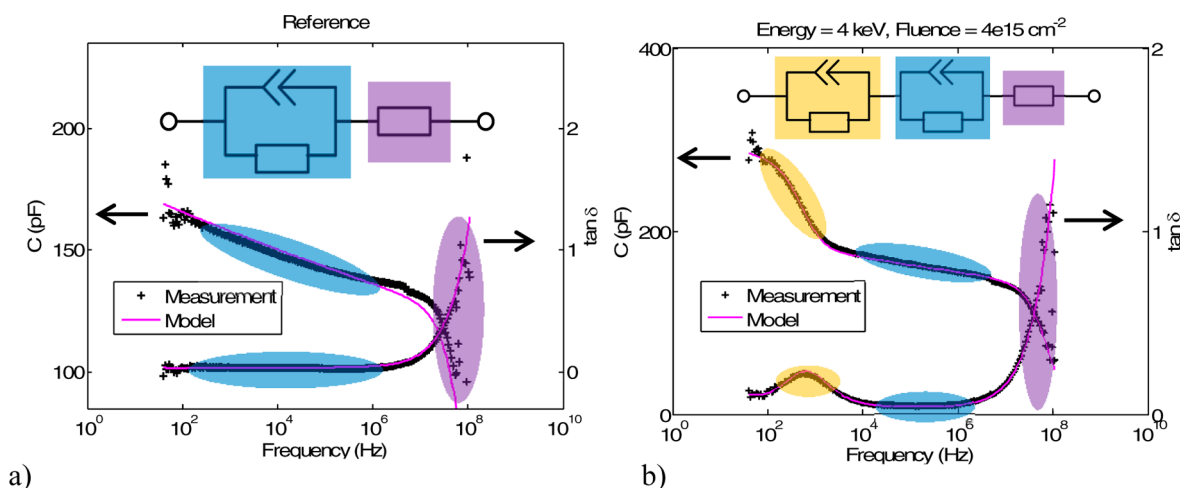 Reference
200
150
100
C (pF)
2
1
0
tan δ
Measurement
Model
10^0 10^2 10^4 10^6 10^8 10^10
Frequency (Hz)
a)
Energy = 4 keV, Fluence = 4e15 cm^-2
400
300
200
100
0
C (pF)
2
1
0
tan δ
Measurement
Model
10^0 10^2 10^4 10^6 10^8 10^10
Frequency (Hz)
b)